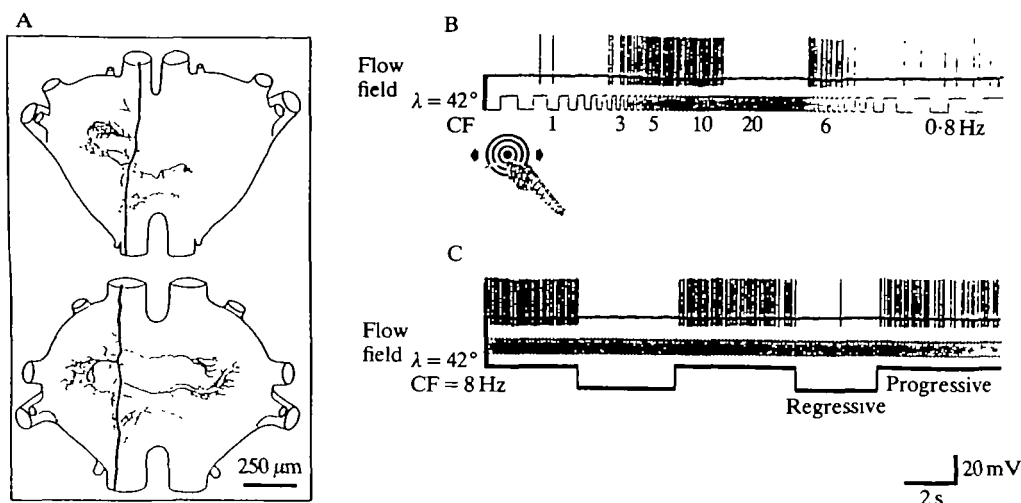 A
250 µm
B
Flow
field
λ = 42°
CF
1 3 5 10 20 6 0·8 Hz
C
Flow
field
λ = 42°
CF = 8 Hz
Progressive
Regressive
20 mV
2 s